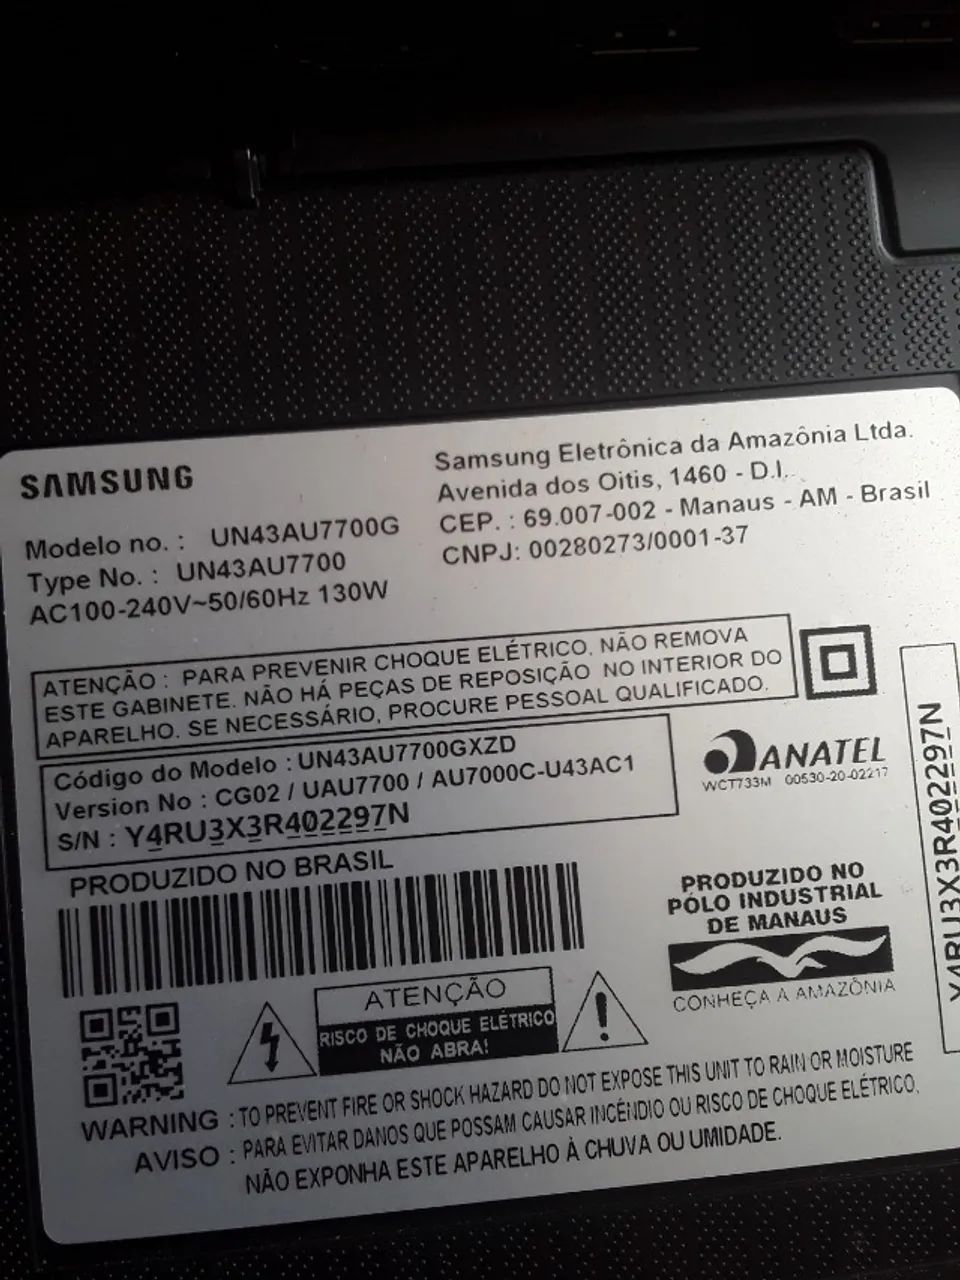 SAMSUNG
Modelo no. : UN43AU7700G
Type No. : UN43AU7700
AC100-240V~50/60Hz 130W
Samsung Eletrônica da Amazônia Ltda.
Avenida dos Oitis, 1460 - D.I.
CEP. : 69.007-002 - Manaus - AM - Brasil
CNPJ: 00280273/0001-37
ATENÇÃO : PARA PREVENIR CHOQUE ELÉTRICO, NÃO REMOVA
ESTE GABINETE. NÃO HÁ PEÇAS DE REPOSIÇÃO NO INTERIOR DO
APARELHO. SE NECESSÁRIO, PROCURE PESSOAL QUALIFICADO.
Código do Modelo : UN43AU7700GXZD
Version No : CG02 / UAU7700 / AU7000C-U43AC1
S/N : Y4RU3X3R402297N
ANATEL
WCT733M 00530-20-02217
PRODUZIDO NO BRASIL
PRODUZIDO NO
PÓLO INDUSTRIAL
DE MANAUS
CONHEÇA A AMAZÔNIA
ATENÇÃO
RISCO DE CHOQUE ELÉTRICO
NÃO ABRA!
WARNING : TO PREVENT FIRE OR SHOCK HAZARD DO NOT EXPOSE THIS UNIT TO RAIN OR MOISTURE
AVISO : PARA EVITAR DANOS QUE POSSAM CAUSAR INCÊNDIO OU RISCO DE CHOQUE ELÉTRICO,
NÃO EXPONHA ESTE APARELHO À CHUVA OU UMIDADE.
Y4RU3X3R402297N